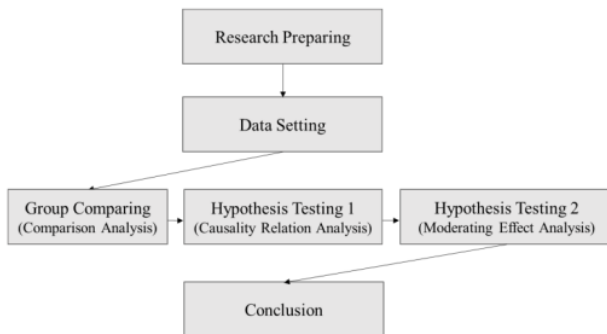 Research Preparing
Data Setting
Group Comparing
(Comparison Analysis)
Hypothesis Testing 1
(Causality Relation Analysis)
Hypothesis Testing 2
(Moderating Effect Analysis)
Conclusion